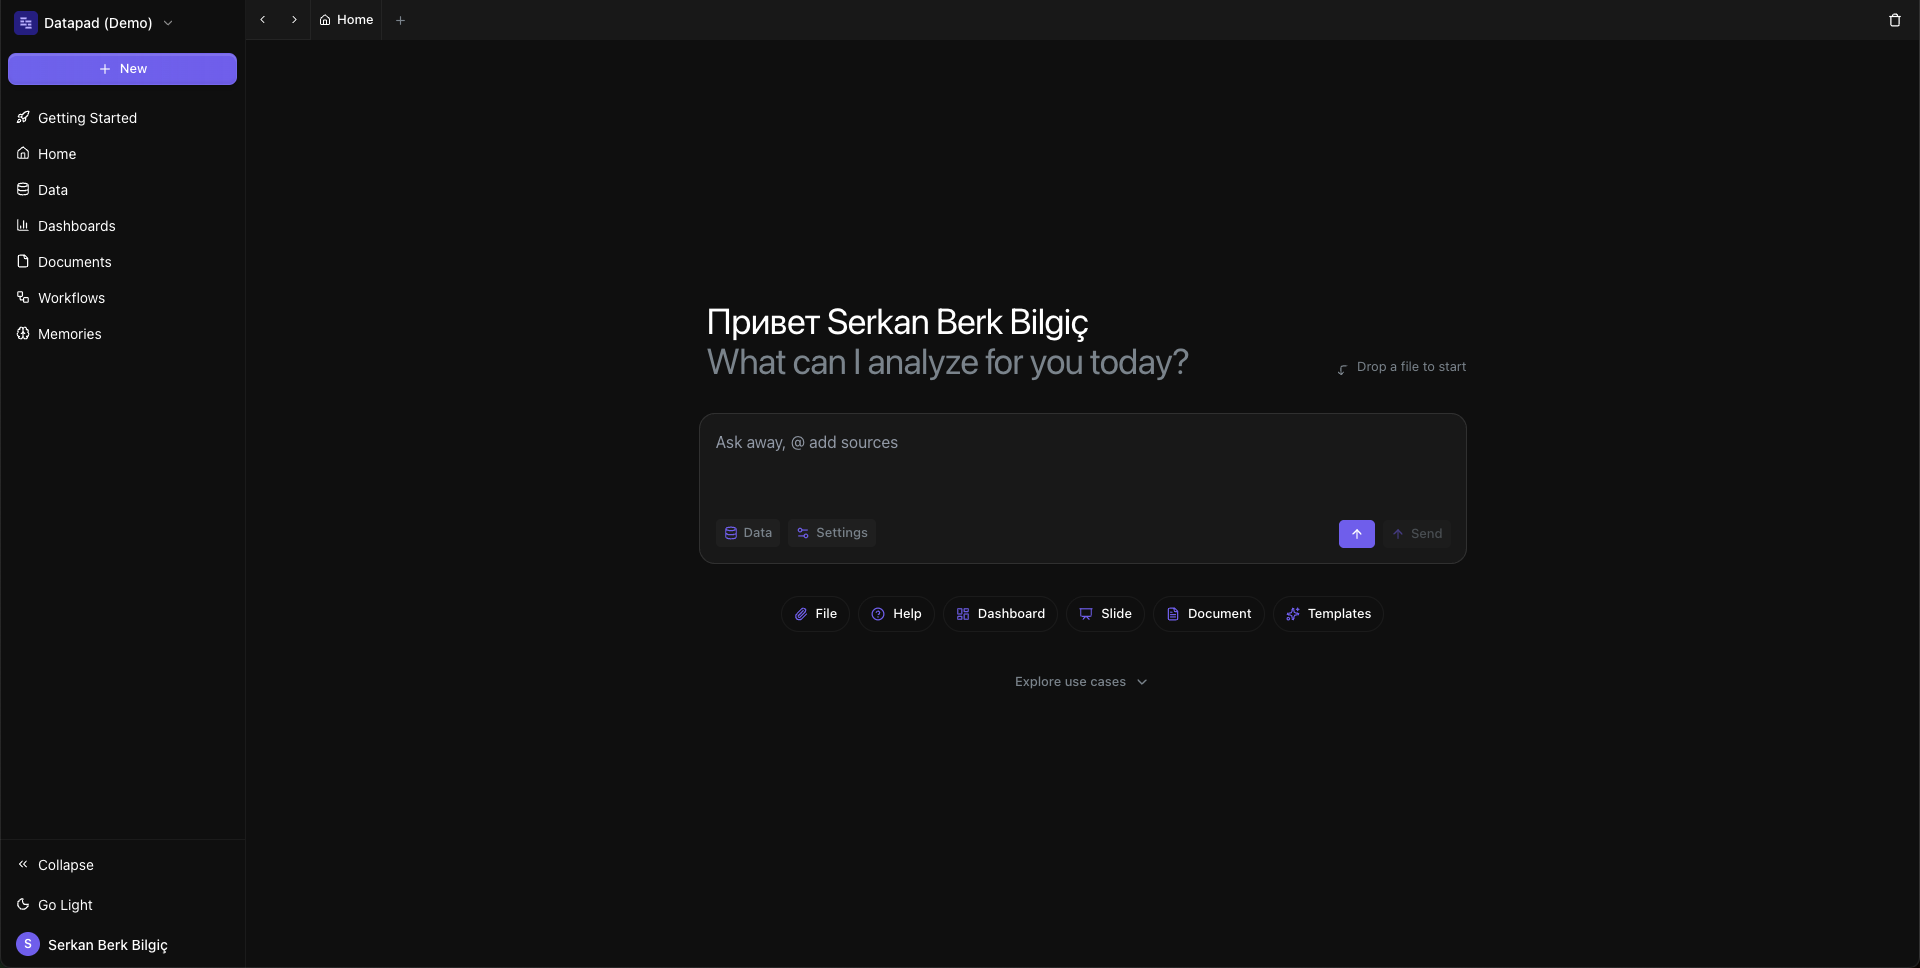 Datapad (Demo)
New
Getting Started
Home
Data
Dashboards
Documents
Workflows
Memories
Collapse
Go Light
S
Serkan Berk Bilgiç
Home
Привет Serkan Berk Bilgiç
What can I analyze for you today?
Drop a file to start
Ask away, @ add sources
Data
Settings
Send
File
Help
Dashboard
Slide
Document
Templates
Explore use cases